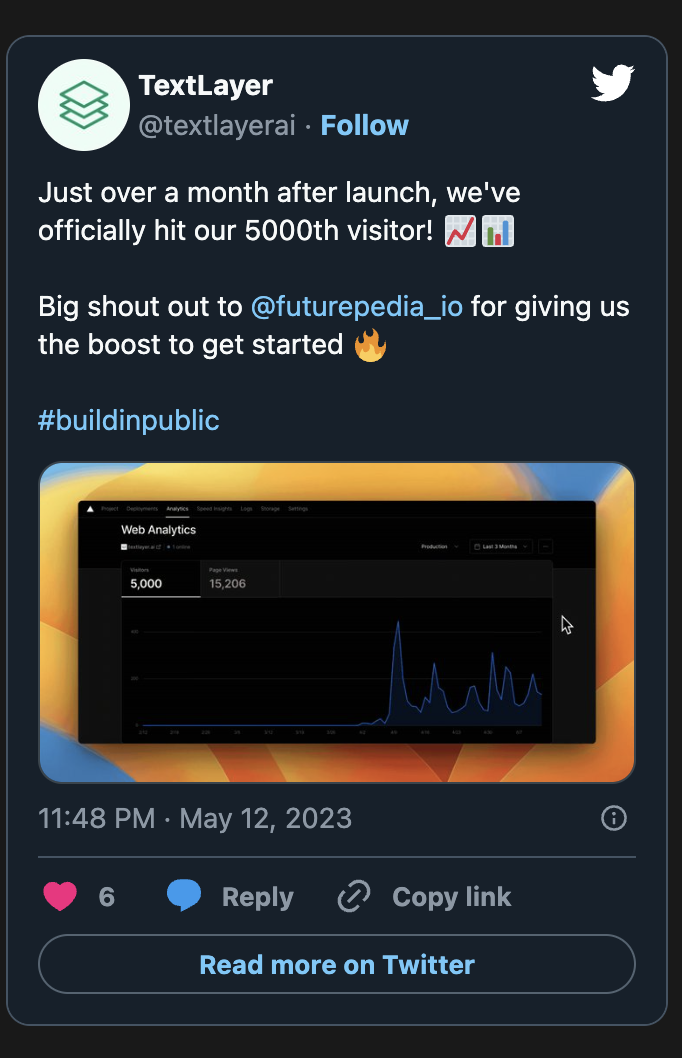 TextLayer
@textlayerai · Follow
Just over a month after launch, we've
officially hit our 5000th visitor! 📈📊
Big shout out to @futurepedia_io for giving us
the boost to get started 🔥
#buildinpublic
Project Deployments Analytics Speed Insights Logs Storage Settings
Web Analytics
textlayer.ai 1 online
Production Last 3 Months
Visitors Page Views
5,000 15,206
11:48 PM · May 12, 2023
6 Reply Copy link
Read more on Twitter